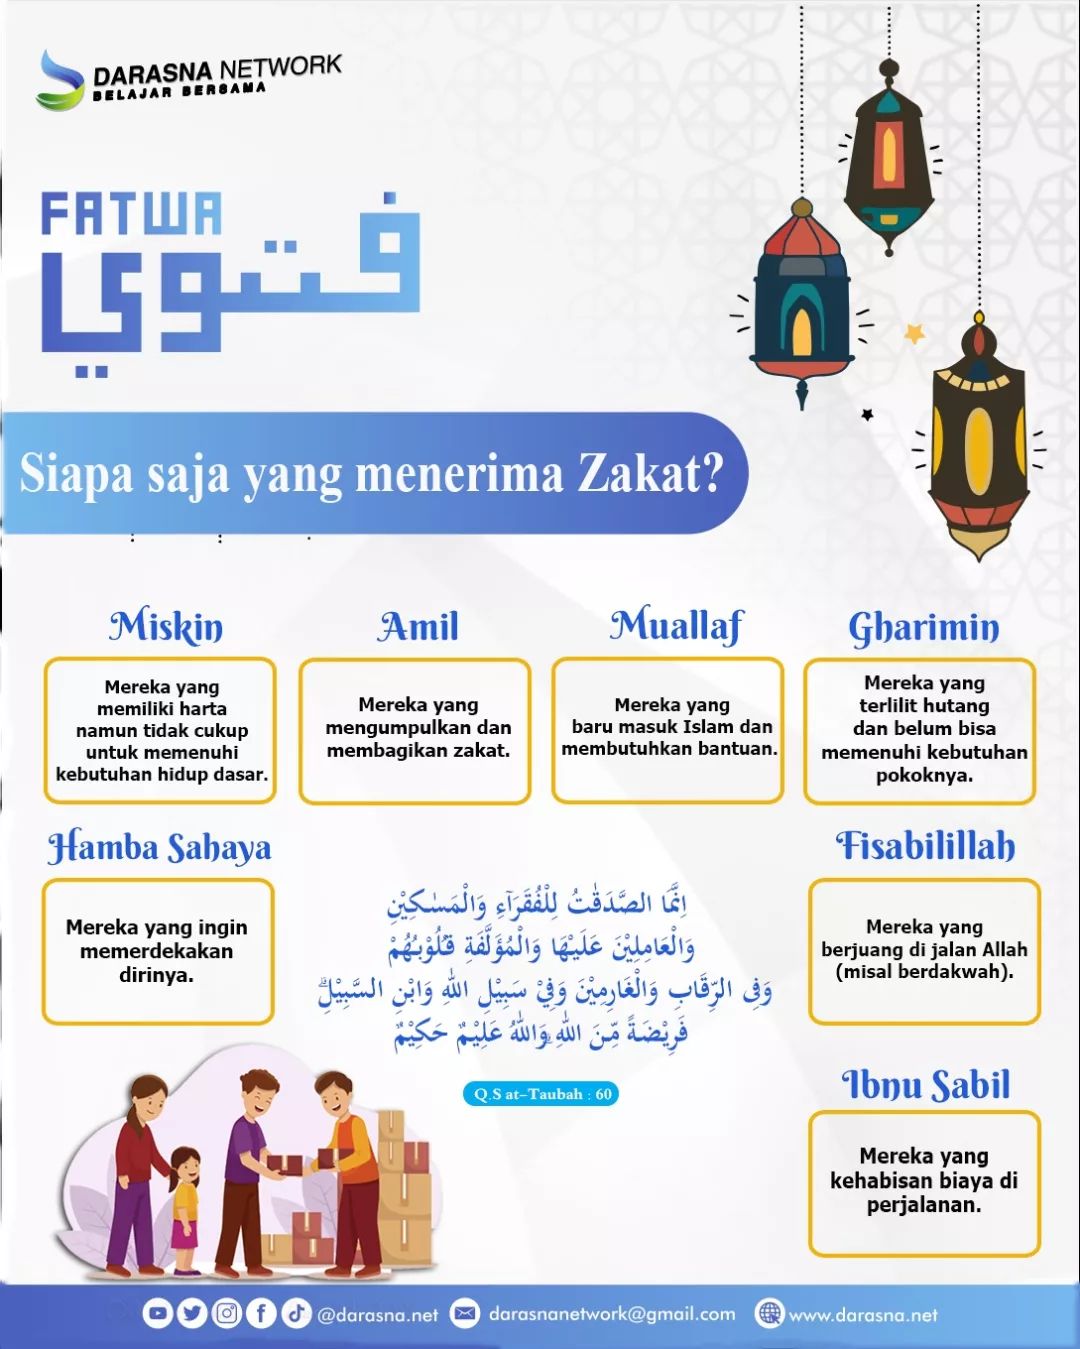 DARASNA NETWORK
BELAJAR BERSAMA
FATWA
فتوي
Siapa saja yang menerima Zakat?
Miskin
Mereka yang
memiliki harta
namun tidak cukup
untuk memenuhi
kebutuhan hidup dasar.
Amil
Mereka yang
mengumpulkan dan
membagikan zakat.
Muallaf
Mereka yang
baru masuk Islam dan
membutuhkan bantuan.
Gharimin
Mereka yang
terlilit hutang
dan belum bisa
memenuhi kebutuhan
pokoknya.
Hamba Sahaya
Mereka yang ingin
memerdekakan
dirinya.
اِنَّمَا الصَّدَقٰتُ لِلْفُقَرَاۤءِ وَالْمَسٰكِيْنِ
وَالْعَامِلِيْنَ عَلَيْهَا وَالْمُؤَلَّفَةِ قُلُوْبُهُمْ
وَفِى الرِّقَابِ وَالْغَارِمِيْنَ وَفِيْ سَبِيْلِ اللّٰهِ وَابْنِ السَّبِيْلِۗ
فَرِيْضَةً مِّنَ اللّٰهِ ۗوَاللّٰهُ عَلِيْمٌ حَكِيْمٌ
Q.S at-Taubah : 60
Fisabilillah
Mereka yang
berjuang di jalan Allah
(misal berdakwah).
Ibnu Sabil
Mereka yang
kehabisan biaya di
perjalanan.
@darasna.net darasnanetwork@gmail.com www.darasna.net